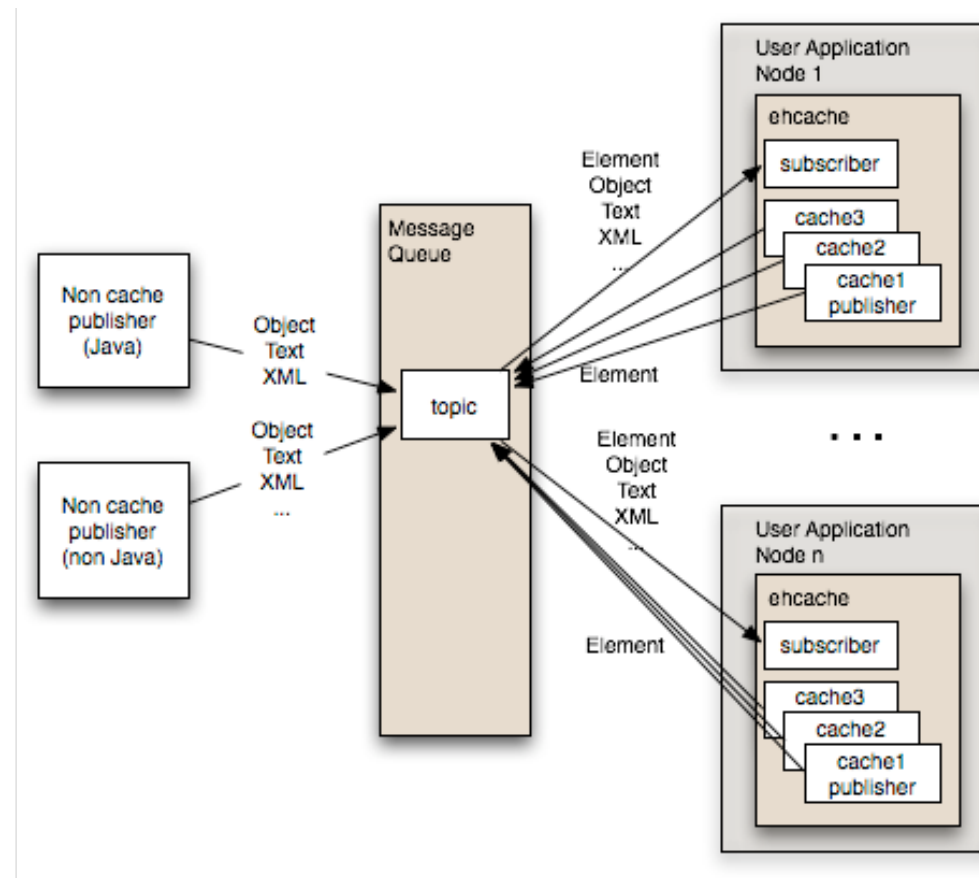 Non cache
publisher
(Java)
Non cache
publisher
(non Java)
Object
Text
XML
Object
Text
XML
...
Message
Queue
topic
Element
Object
Text
XML
...
Element
Element
Object
Text
XML
...
Element
User Application
Node 1
ehcache
subscriber
cache3
cache2
cache1
publisher
. . .
User Application
Node n
ehcache
subscriber
cache3
cache2
cache1
publisher